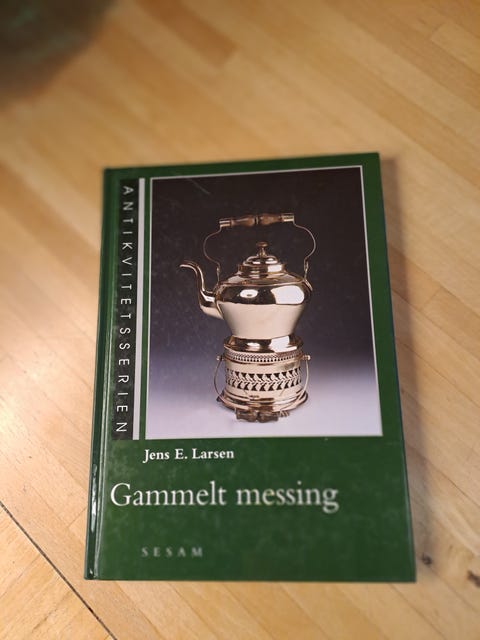 ANTIKVITETSSERIEN
Jens E. Larsen
Gammelt messing
SESAM